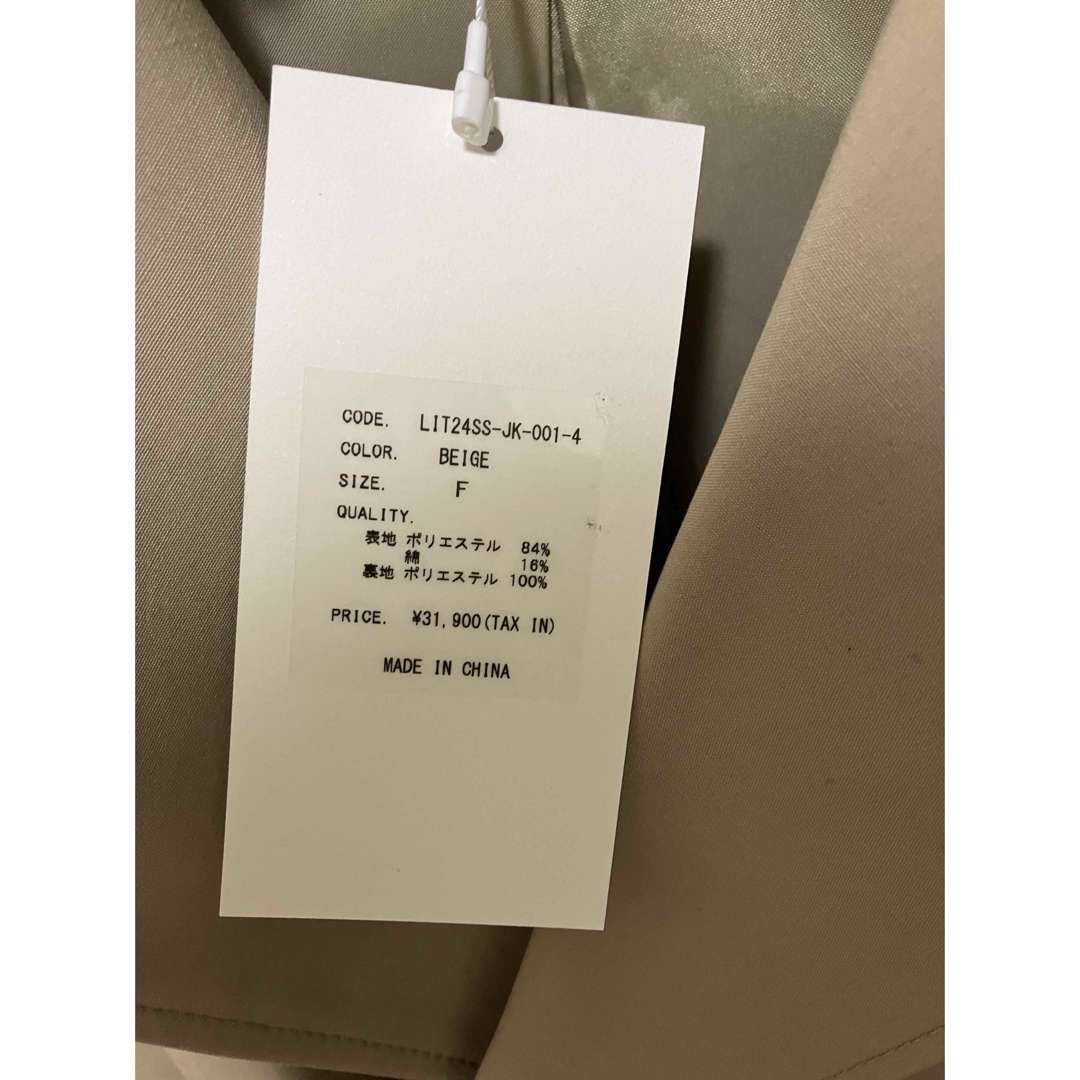 CODE. LIT24SS-JK-001-4
COLOR. BEIGE
SIZE. F
QUALITY.
表地 ポリエステル 84%
綿 16%
裏地 ポリエステル 100%
PRICE. ¥31,900(TAX IN)
MADE IN CHINA